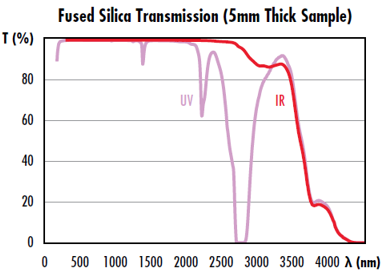 Fused Silica Transmission (5mm Thick Sample)
T (%)
80
60
40
20
0
UV
IR
0 500 1000 1500 2000 2500 3000 3500 4000 λ (nm)